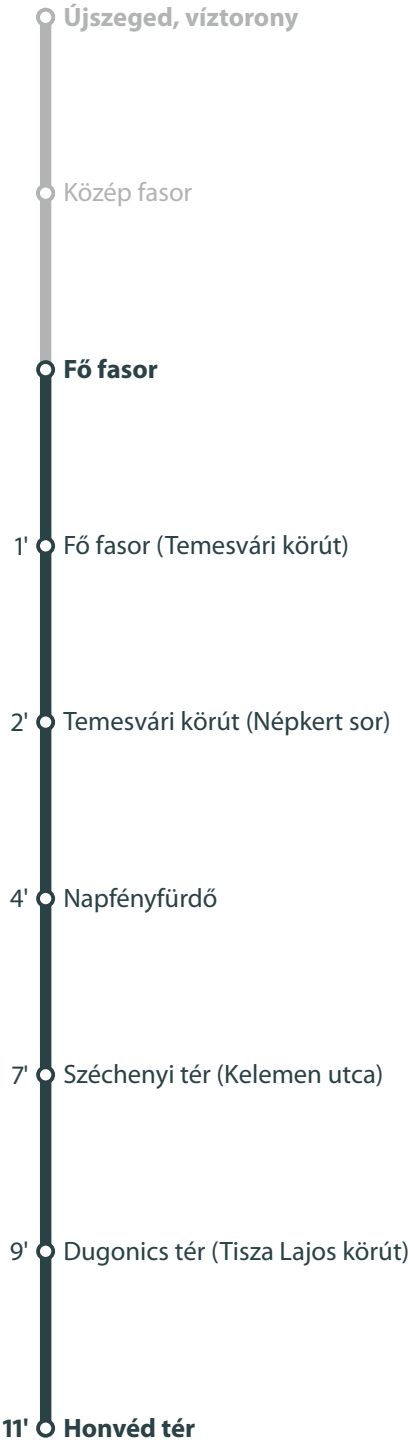 Újszeged, víztorony
Közép fasor
Fő fasor
1' Fő fasor (Temesvári körút)
2' Temesvári körút (Népkert sor)
4' Napfényfürdő
7' Széchenyi tér (Kelemen utca)
9' Dugonics tér (Tisza Lajos körút)
11' Honvéd tér